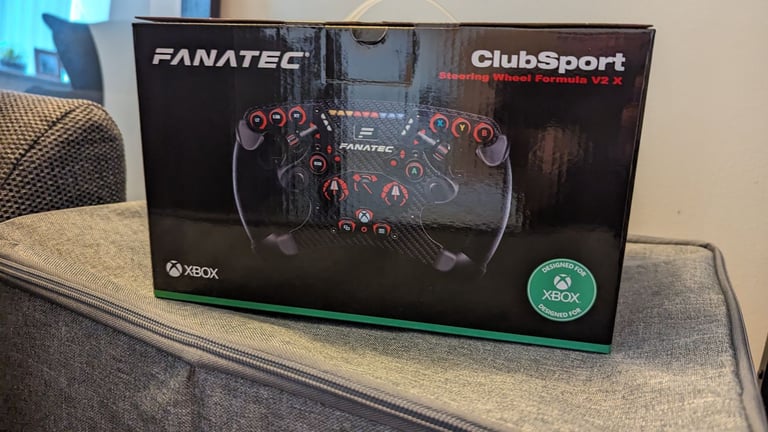 FANATEC
ClubSport
Steering Wheel Formula V2 X
FANATEC
X
Y
B
A
XBOX
DESIGNED FOR
XBOX
DESIGNED FOR